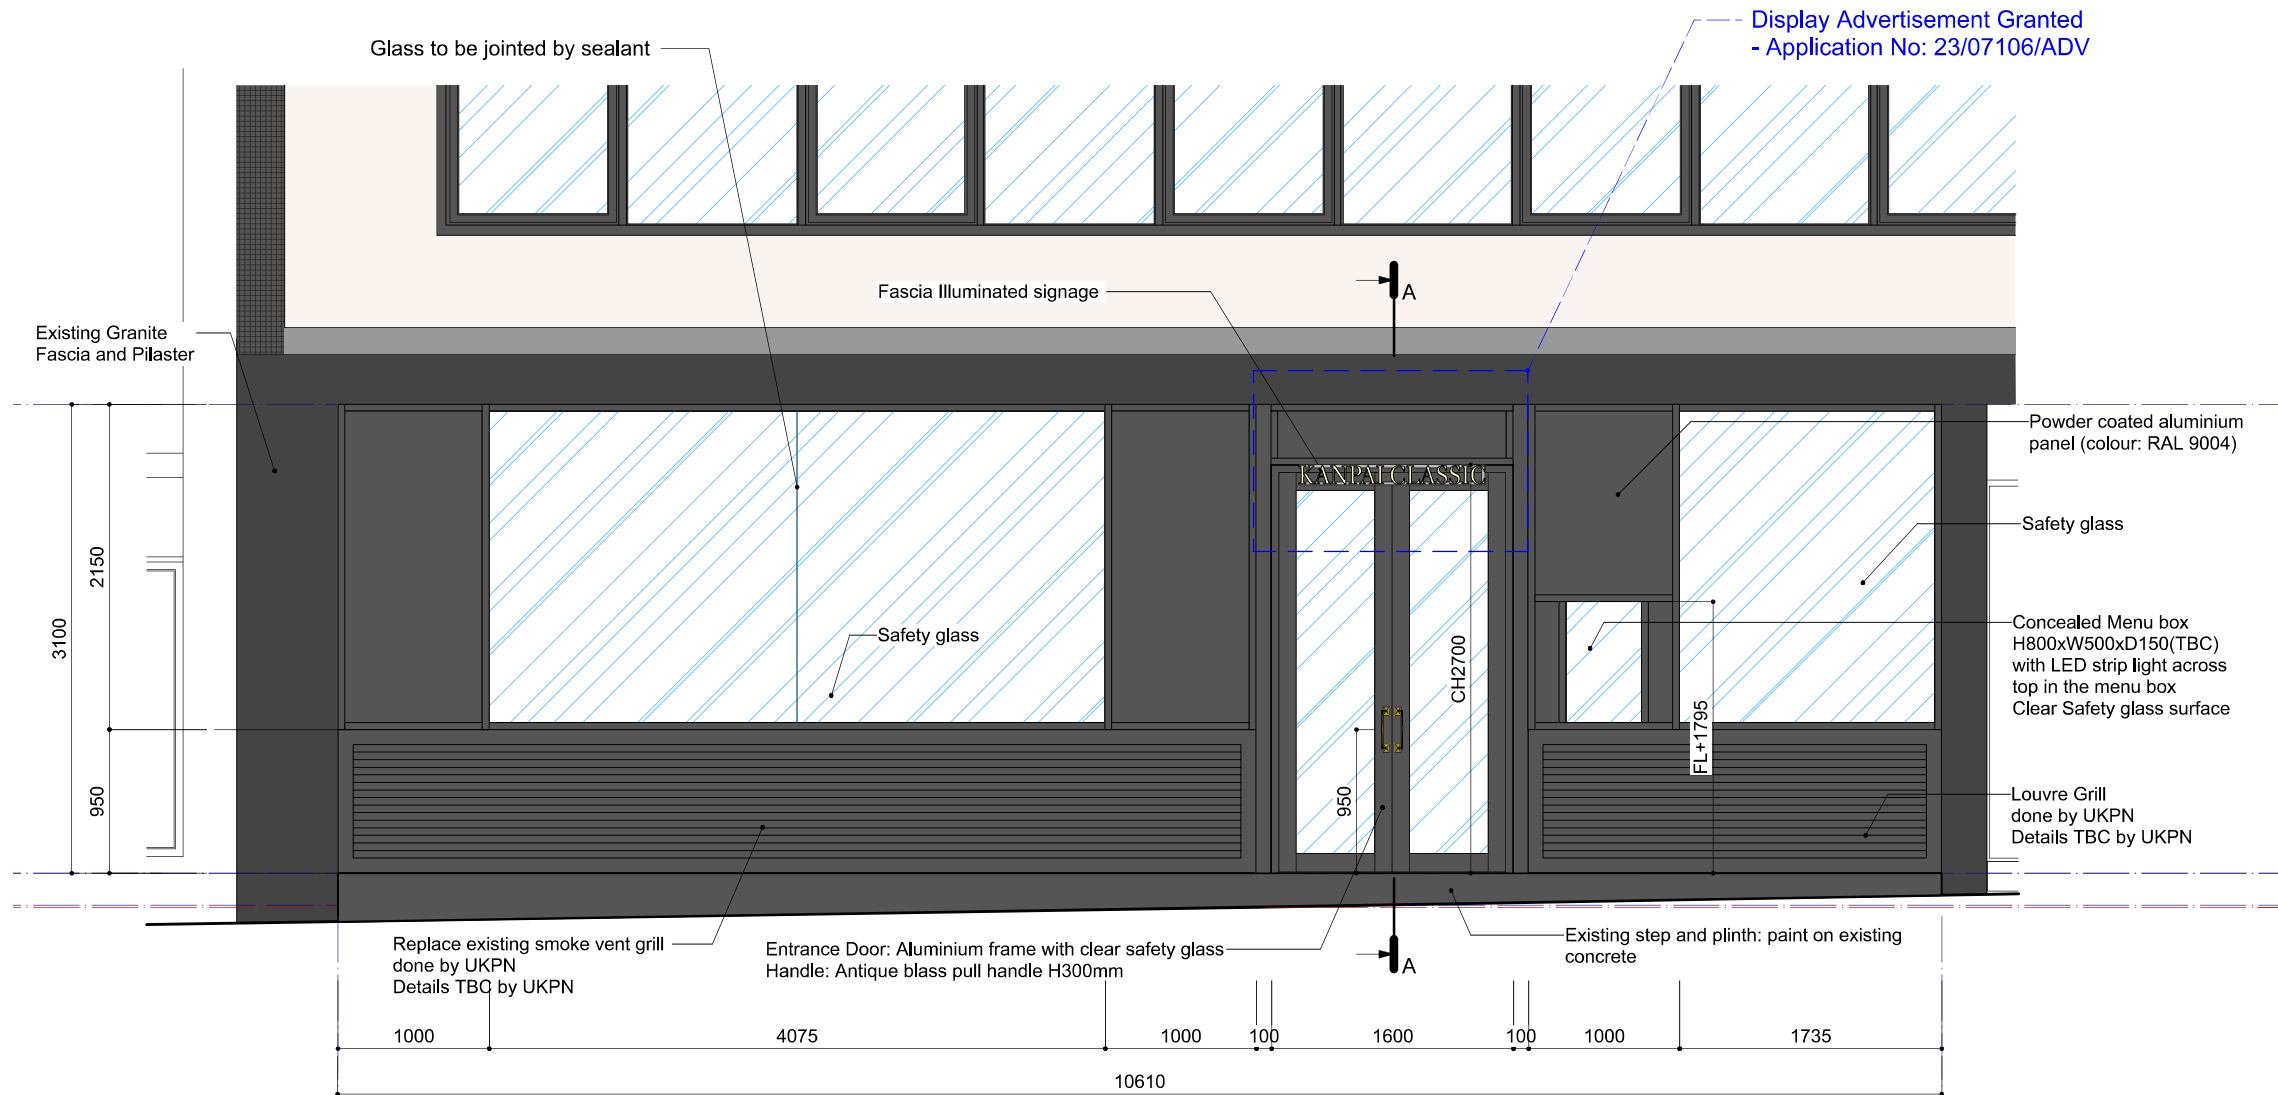 Display Advertisement Granted
- Application No: 23/07106/ADV
Glass to be jointed by sealant
Fascia Illuminated signage
A
Existing Granite
Fascia and Pilaster
KANPAI CLASSIC
Powder coated aluminium
panel (colour: RAL 9004)
Safety glass
Safety glass
Concealed Menu box
H800xW500xD150(TBC)
with LED strip light across
top in the menu box
Clear Safety glass surface
Louvre Grill
done by UKPN
Details TBC by UKPN
3100
2150
950
950
CH2700
FL+1795
Replace existing smoke vent grill
done by UKPN
Details TBC by UKPN
Entrance Door: Aluminium frame with clear safety glass
Handle: Antique blass pull handle H300mm
A
Existing step and plinth: paint on existing
concrete
1000
4075
1000
100
1600
100
1000
1735
10610